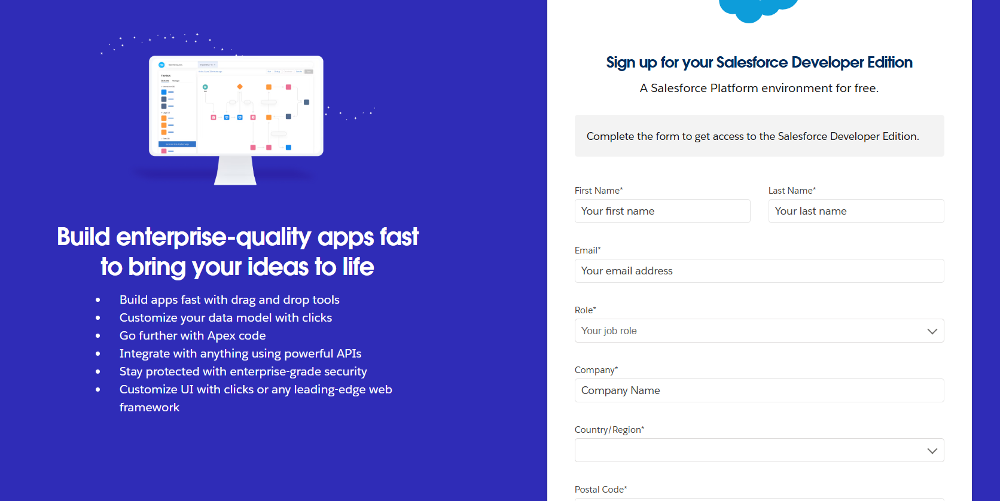 Toolbox
Build enterprise-quality apps fast
to bring your ideas to life
• Build apps fast with drag and drop tools
• Customize your data model with clicks
• Go further with Apex code
• Integrate with anything using powerful APIs
• Stay protected with enterprise-grade security
• Customize UI with clicks or any leading-edge web
framework
Sign up for your Salesforce Developer Edition
A Salesforce Platform environment for free.
Complete the form to get access to the Salesforce Developer Edition.
First Name* Last Name*
Your first name Your last name
Email*
Your email address
Role*
Your job role
Company*
Company Name
Country/Region*
Postal Code*